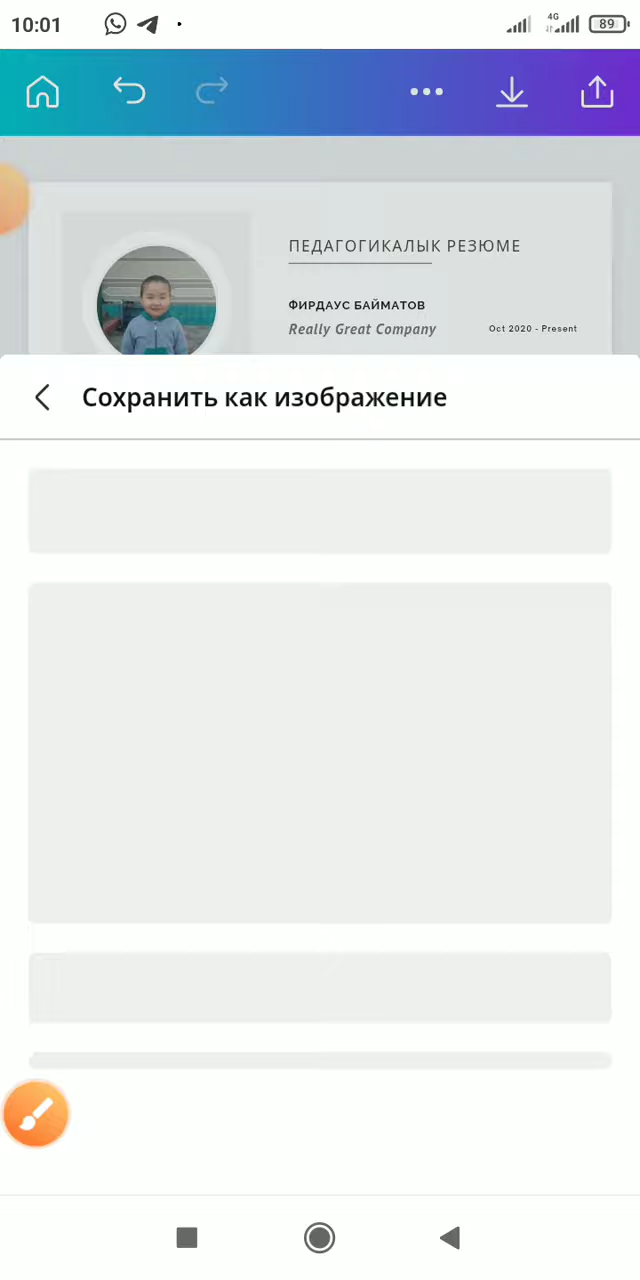 10:01
4G
89
ПЕДАГОГИКАЛЫК РЕЗЮМЕ
ФИРДАУС БАЙМАТОВ
Really Great Company
Oct 2020 - Present
Сохранить как изображение